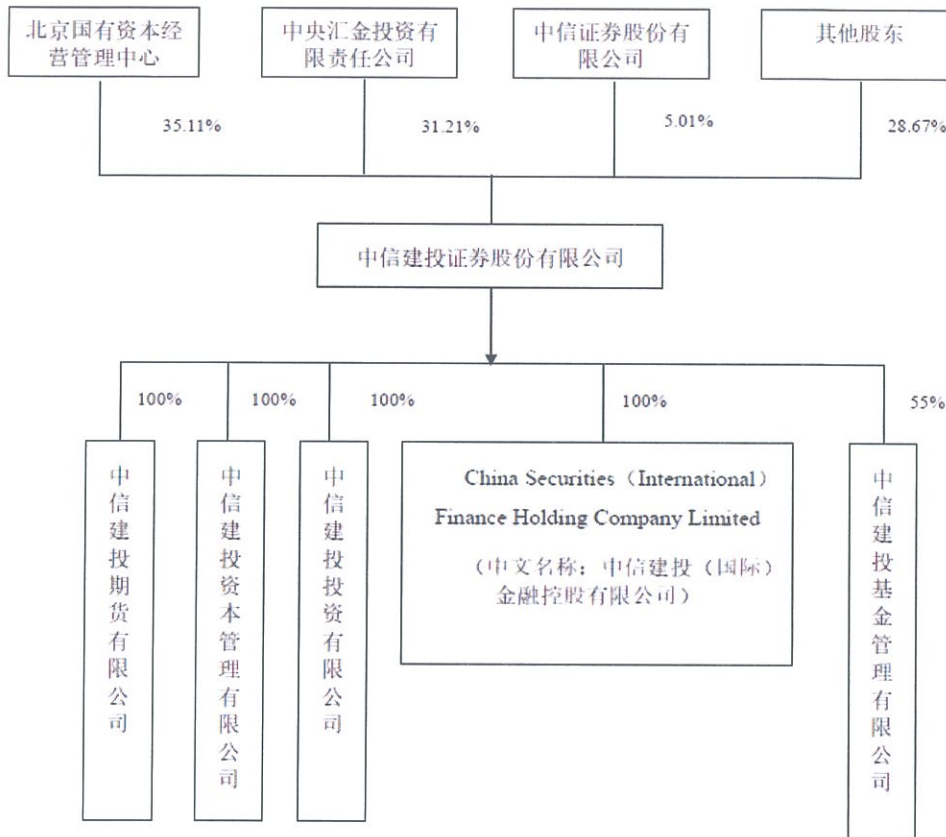 北京国有资本经
营管理中心
中央汇金投资有
限责任公司
中信证券股份有
限公司
其他股东
35.11%
31.21%
5.01%
28.67%
中信建投证券股份有限公司
100%
100%
100%
100%
55%
中信建投期货有限公司
中信建投资本管理有限公司
中信建投投资有限公司
China Securities（International）
Finance Holding Company Limited
（中文名称：中信建投（国际）
金融控股有限公司）
中信建投基金管理有限公司